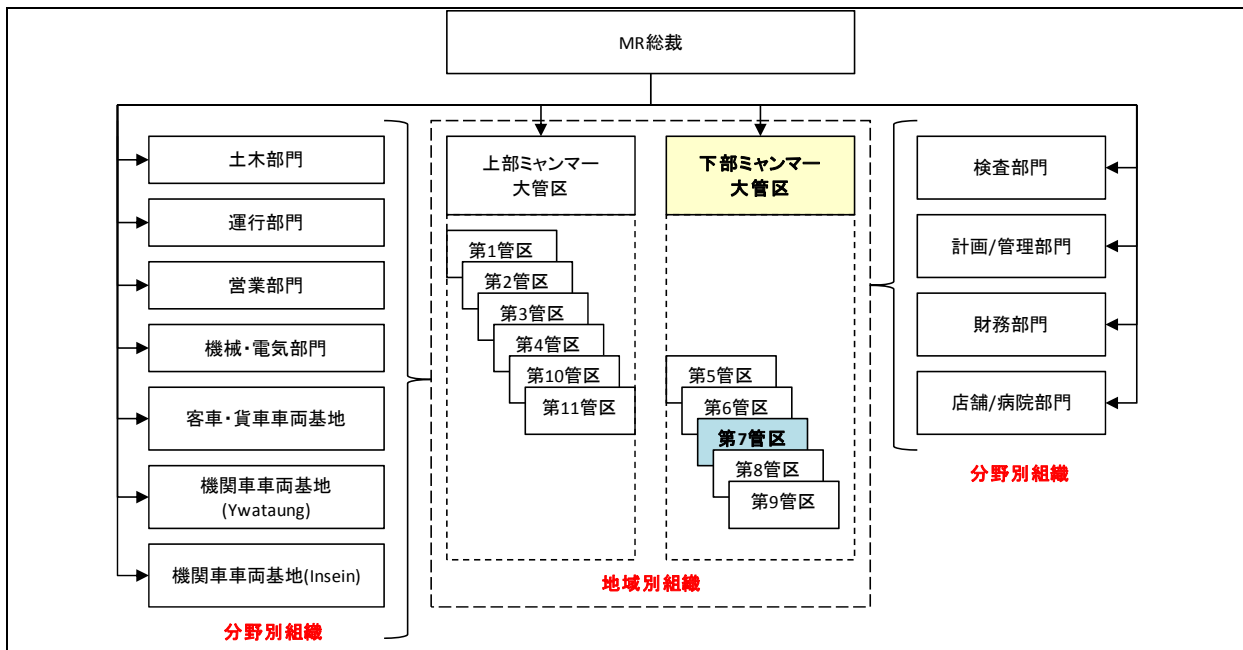 MR総裁
土木部門
運行部門
営業部門
機械・電気部門
客車・貨車車両基地
機関車車両基地
(Ywataung)
機関車車両基地(Insein)
分野別組織
上部ミャンマー
大管区
第1管区
第2管区
第3管区
第4管区
第10管区
第11管区
下部ミャンマー
大管区
第5管区
第6管区
第7管区
第8管区
第9管区
地域別組織
検査部門
計画/管理部門
財務部門
店舗/病院部門
分野別組織